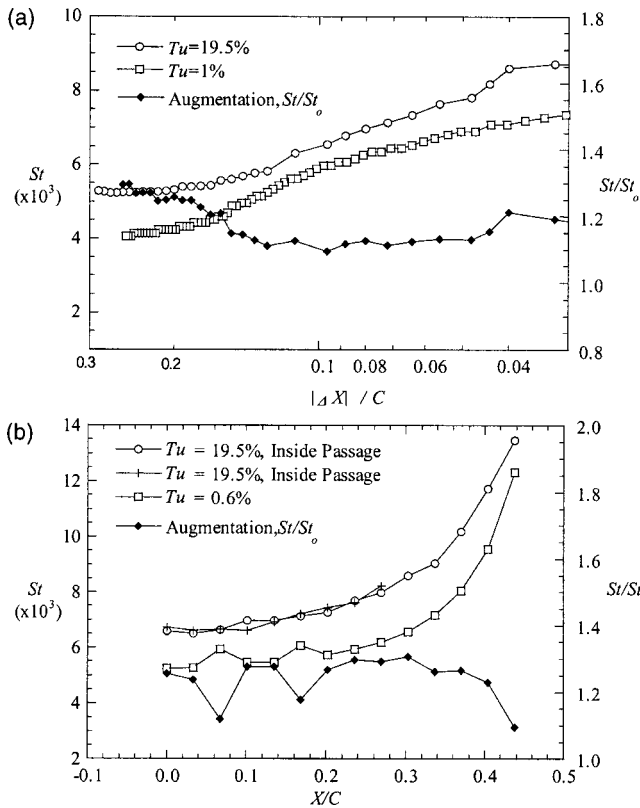 (a)
Tu=19.5%
Tu=1%
Augmentation, St/St_o
10
8
6
4
2
St
(x10^3)
1.8
1.6
1.4
1.2
1.0
0.8
St/St_o
0.3
0.2
0.1
0.08
0.06
0.04
|Δ X| / C
(b)
Tu = 19.5%, Inside Passage
Tu = 19.5%, Inside Passage
Tu = 0.6%
Augmentation,St/St_o
14
12
10
8
6
4
2
St
(x10^3)
2.0
1.8
1.6
1.4
1.2
1.0
St/St
-0.1
0.0
0.1
0.2
0.3
0.4
0.5
X/C